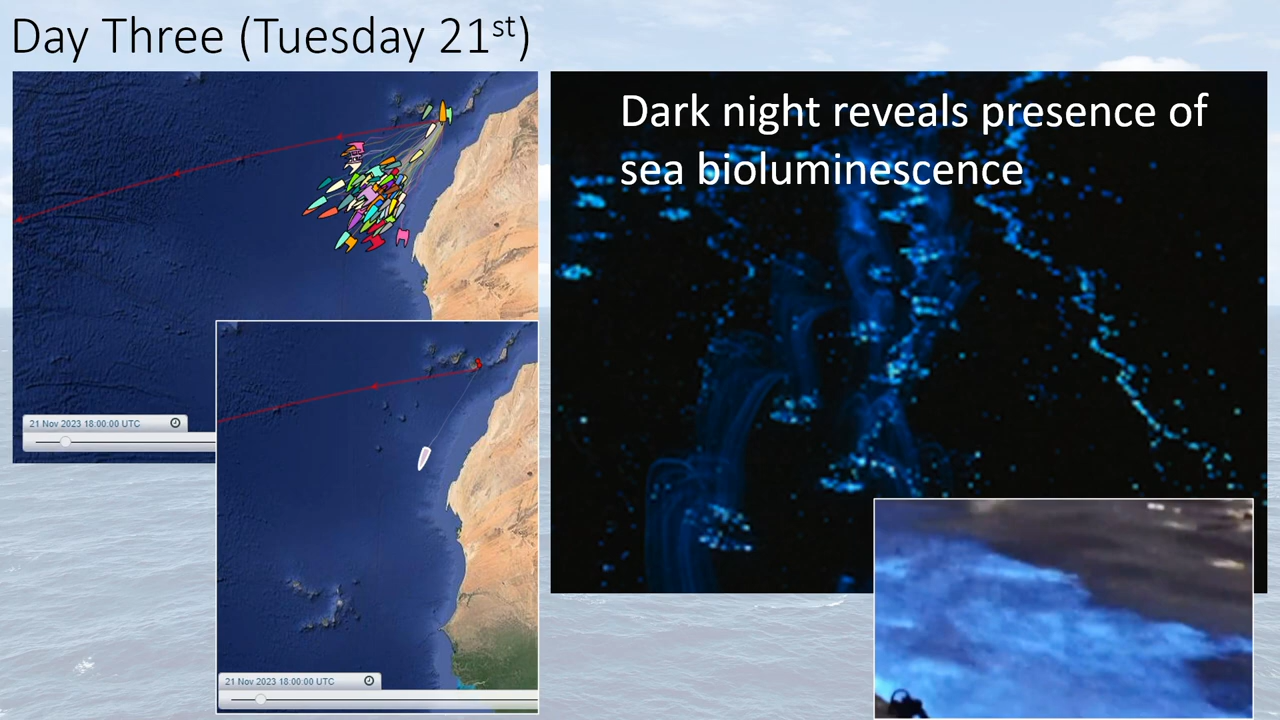 Day Three (Tuesday 21st)
Dark night reveals presence of
sea bioluminescence
21 Nov 2023 18:00:00 UTC
21 Nov 2023 18:00:00 UTC